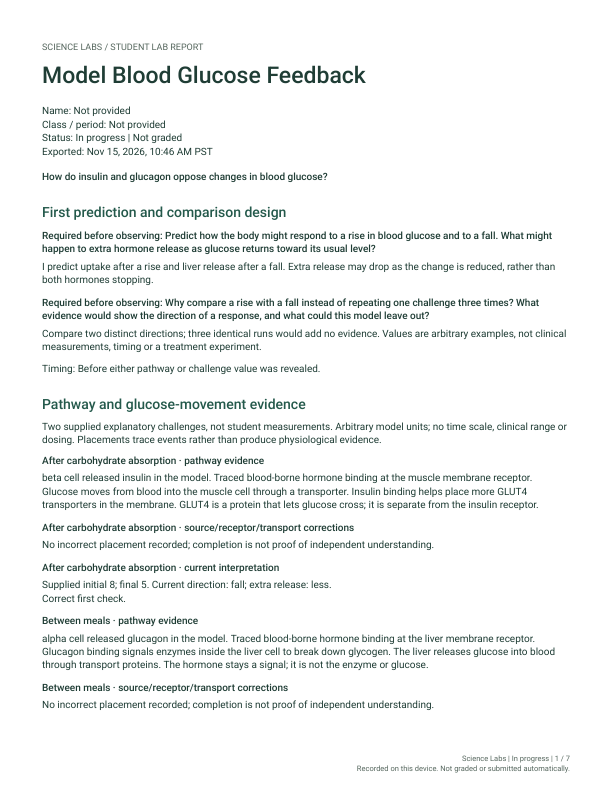 SCIENCE LABS / STUDENT LAB REPORT
Model Blood Glucose Feedback
Name: Not provided
Class / period: Not provided
Status: In progress | Not graded
Exported: Nov 15, 2026, 10:46 AM PST
How do insulin and glucagon oppose changes in blood glucose?
First prediction and comparison design
Required before observing: Predict how the body might respond to a rise in blood glucose and to a fall. What might
happen to extra hormone release as glucose returns toward its usual level?
I predict uptake after a rise and liver release after a fall. Extra release may drop as the change is reduced, rather than
both hormones stopping.
Required before observing: Why compare a rise with a fall instead of repeating one challenge three times? What
evidence would show the direction of a response, and what could this model leave out?
Compare two distinct directions; three identical runs would add no evidence. Values are arbitrary examples, not clinical
measurements, timing or a treatment experiment.
Timing: Before either pathway or challenge value was revealed.
Pathway and glucose-movement evidence
Two supplied explanatory challenges, not student measurements. Arbitrary model units; no time scale, clinical range or
dosing. Placements trace events rather than produce physiological evidence.
After carbohydrate absorption · pathway evidence
beta cell released insulin in the model. Traced blood-borne hormone binding at the muscle membrane receptor.
Glucose moves from blood into the muscle cell through a transporter. Insulin binding helps place more GLUT4
transporters in the membrane. GLUT4 is a protein that lets glucose cross; it is separate from the insulin receptor.
After carbohydrate absorption · source/receptor/transport corrections
No incorrect placement recorded; completion is not proof of independent understanding.
After carbohydrate absorption · current interpretation
Supplied initial 8; final 5. Current direction: fall; extra release: less.
Correct first check.
Between meals · pathway evidence
alpha cell released glucagon in the model. Traced blood-borne hormone binding at the liver membrane receptor.
Glucagon binding signals enzymes inside the liver cell to break down glycogen. The liver releases glucose into blood
through transport proteins. The hormone stays a signal; it is not the enzyme or glucose.
Between meals · source/receptor/transport corrections
No incorrect placement recorded; completion is not proof of independent understanding.
Science Labs | In progress | 1 / 7
Recorded on this device. Not graded or submitted automatically.